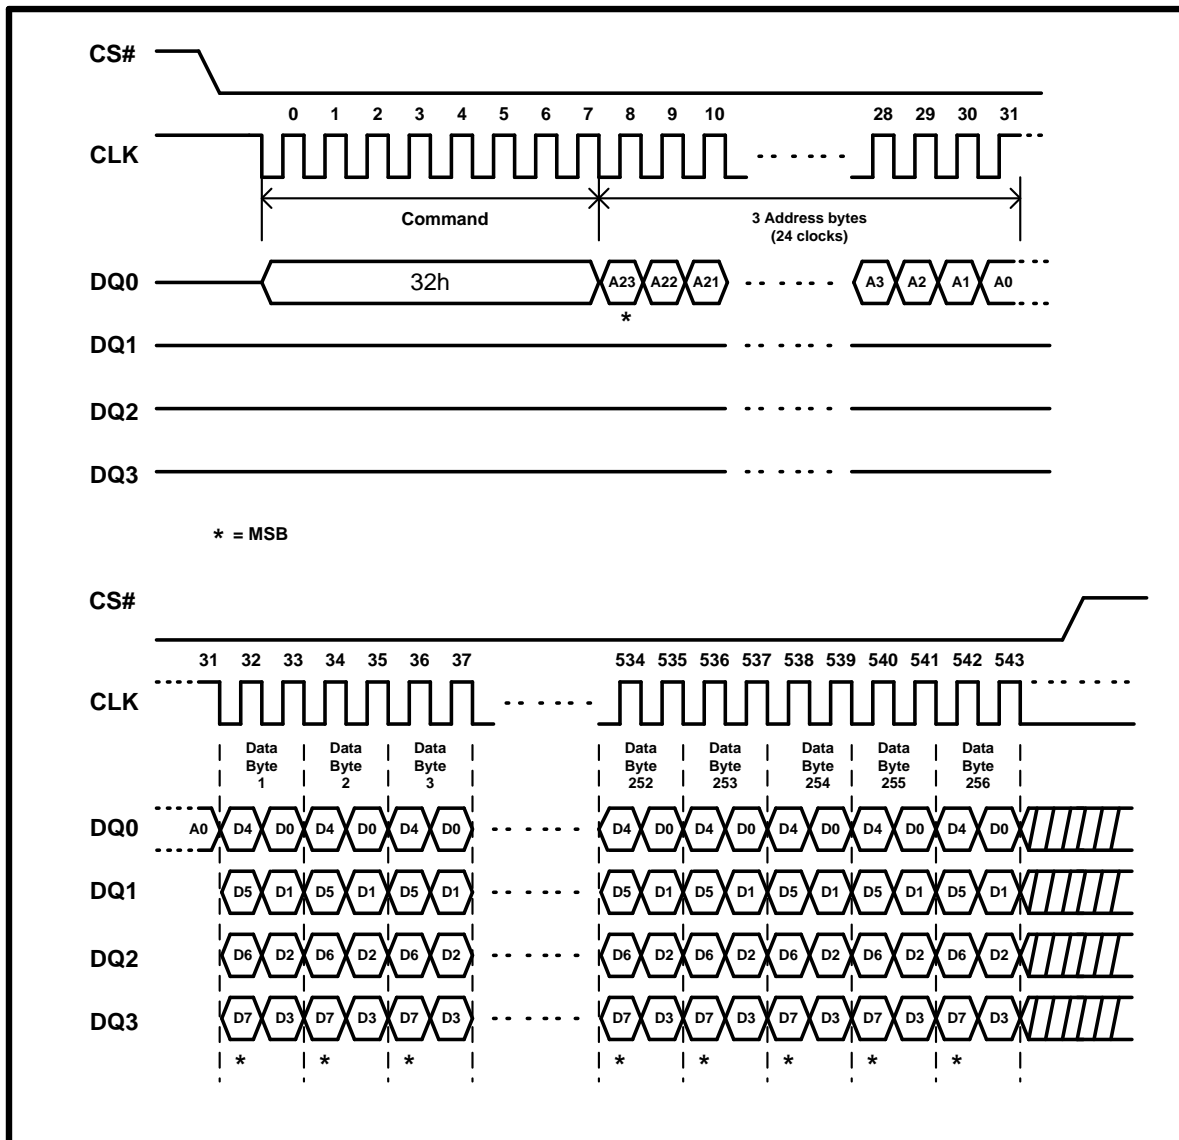 CS#
0 1 2 3 4 5 6 7 8 9 10 28 29 30 31
CLK
Command
3 Address bytes
(24 clocks)
DQ0 32h A23 A22 A21 A3 A2 A1 A0
*
DQ1
DQ2
DQ3
* = MSB
CS#
31 32 33 34 35 36 37 534 535 536 537 538 539 540 541 542 543
CLK
Data Data Data Data Data Data Data Data
Byte Byte Byte Byte Byte Byte Byte Byte
1 2 3 252 253 254 255 256
DQ0 A0 D4 D0 D4 D0 D4 D0 D4 D0 D4 D0 D4 D0 D4 D0 D4 D0
DQ1 D5 D1 D5 D1 D5 D1 D5 D1 D5 D1 D5 D1 D5 D1 D5 D1
DQ2 D6 D2 D6 D2 D6 D2 D6 D2 D6 D2 D6 D2 D6 D2 D6 D2
DQ3 D7 D3 D7 D3 D7 D3 D7 D3 D7 D3 D7 D3 D7 D3 D7 D3
* * * * * * * *